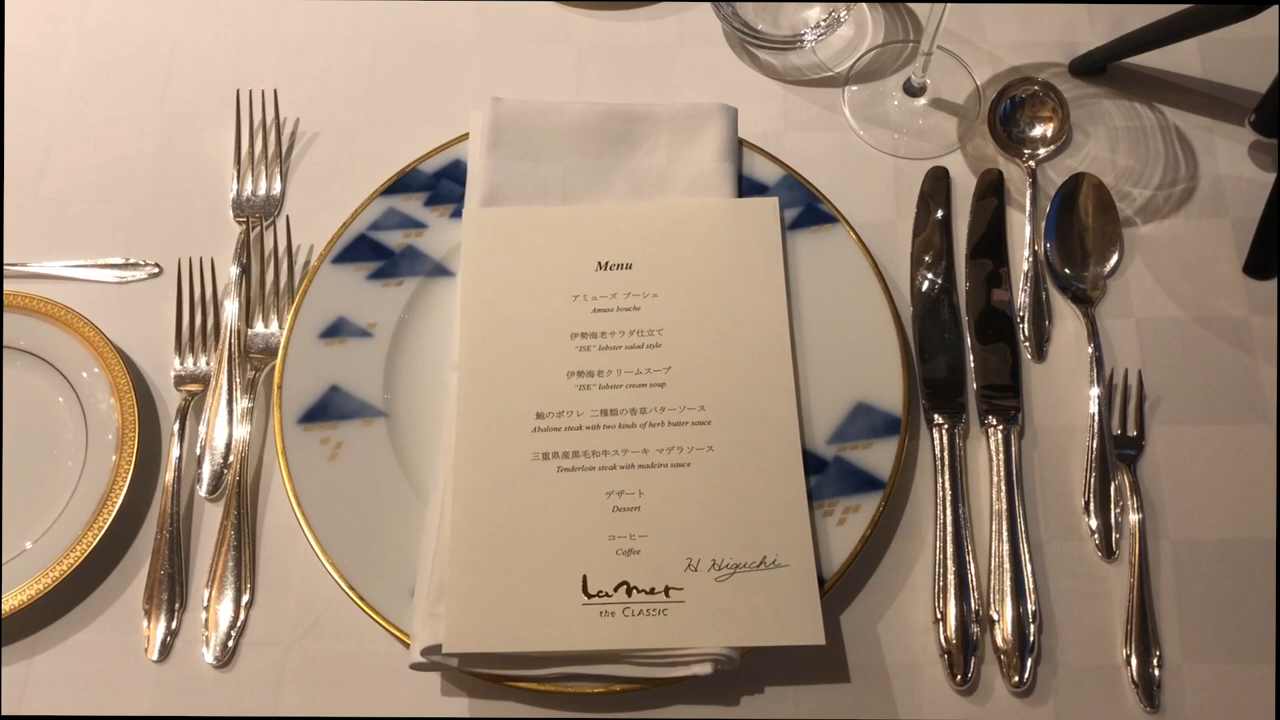 Menu
アミューズ ブーシュ
Amuse bouche
伊勢海老サラダ仕立て
"ISE" lobster salad style
伊勢海老クリームスープ
"ISE" lobster cream soup
鮑のポワレ 二種類の香草バターソース
Abalone steak with two kinds of herb butter sauce
三重県産黒毛和牛ステーキ マデラソース
Tenderloin steak with madeira sauce
デザート
Dessert
コーヒー
Coffee
H. Higuchi
La Mer
the CLASSIC